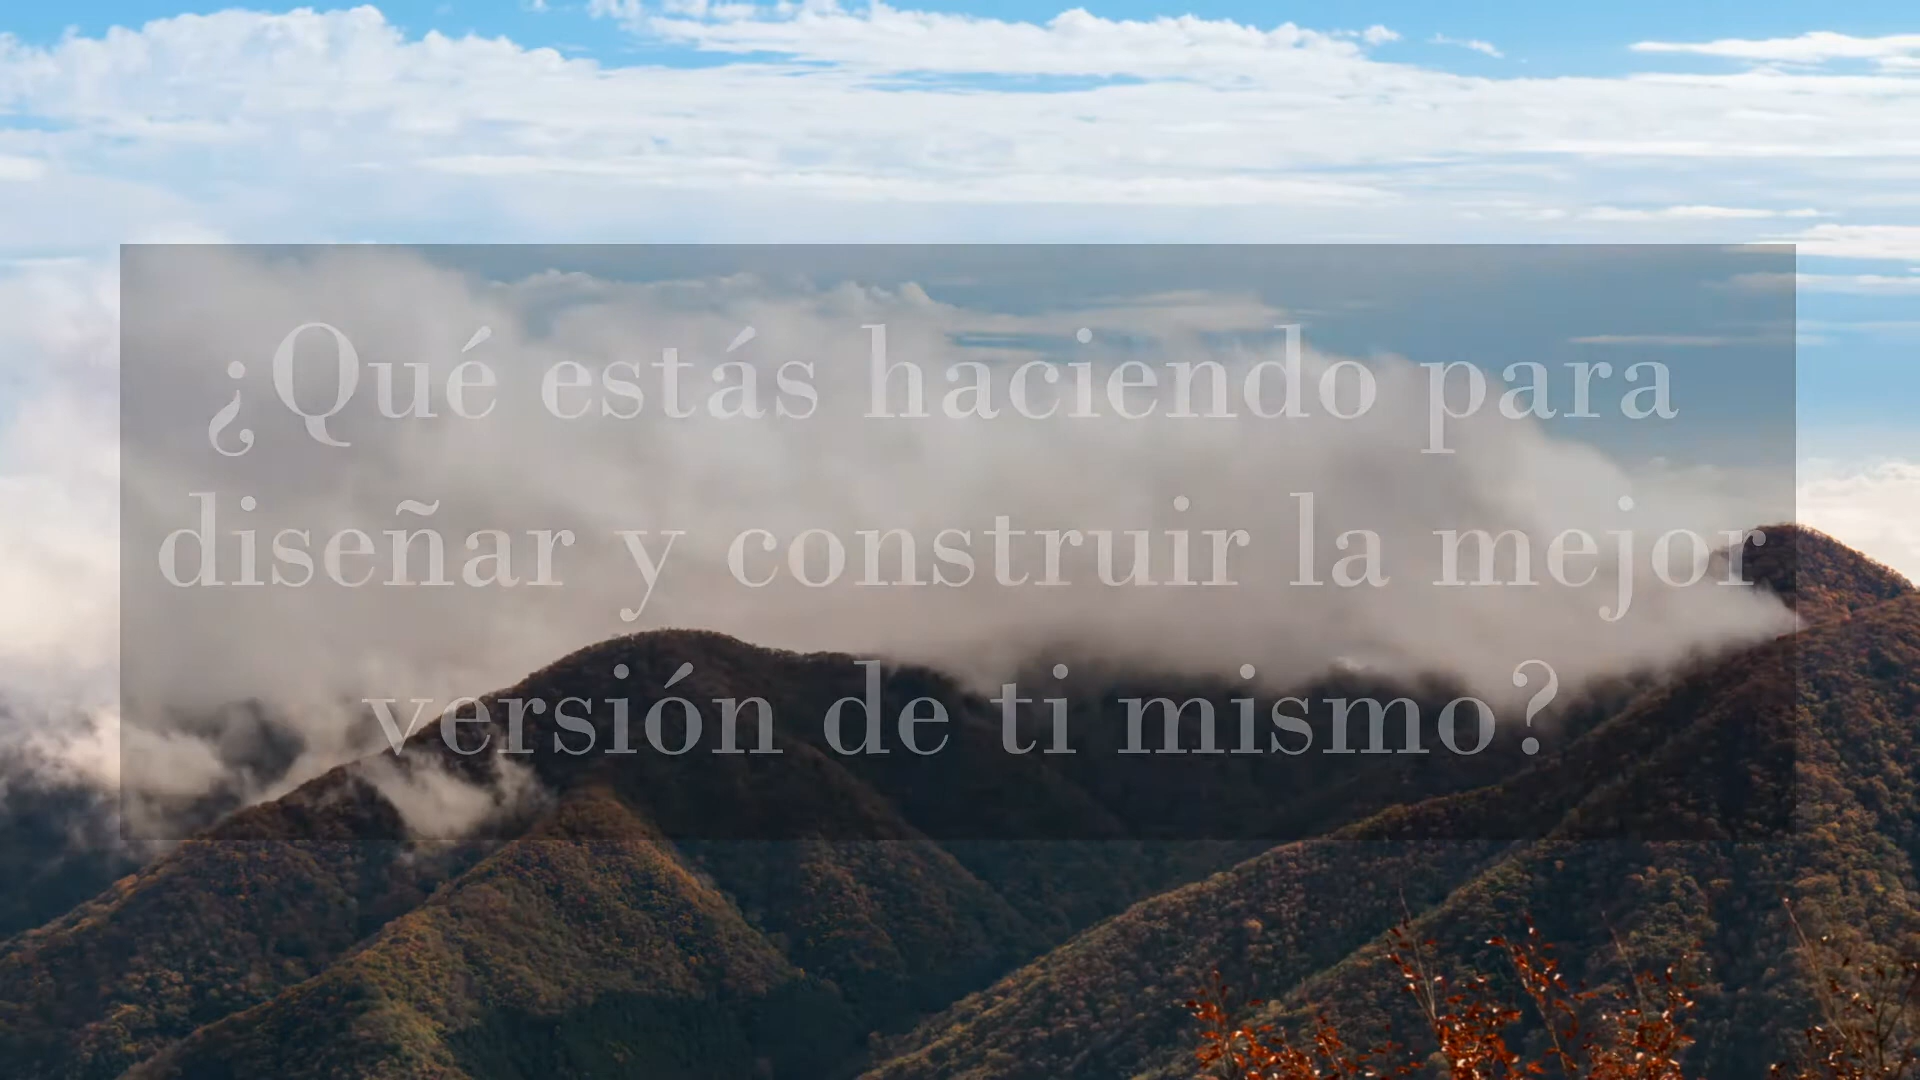 ¿Qué estás haciendo para
diseñar y construir la mejor
versión de ti mismo?